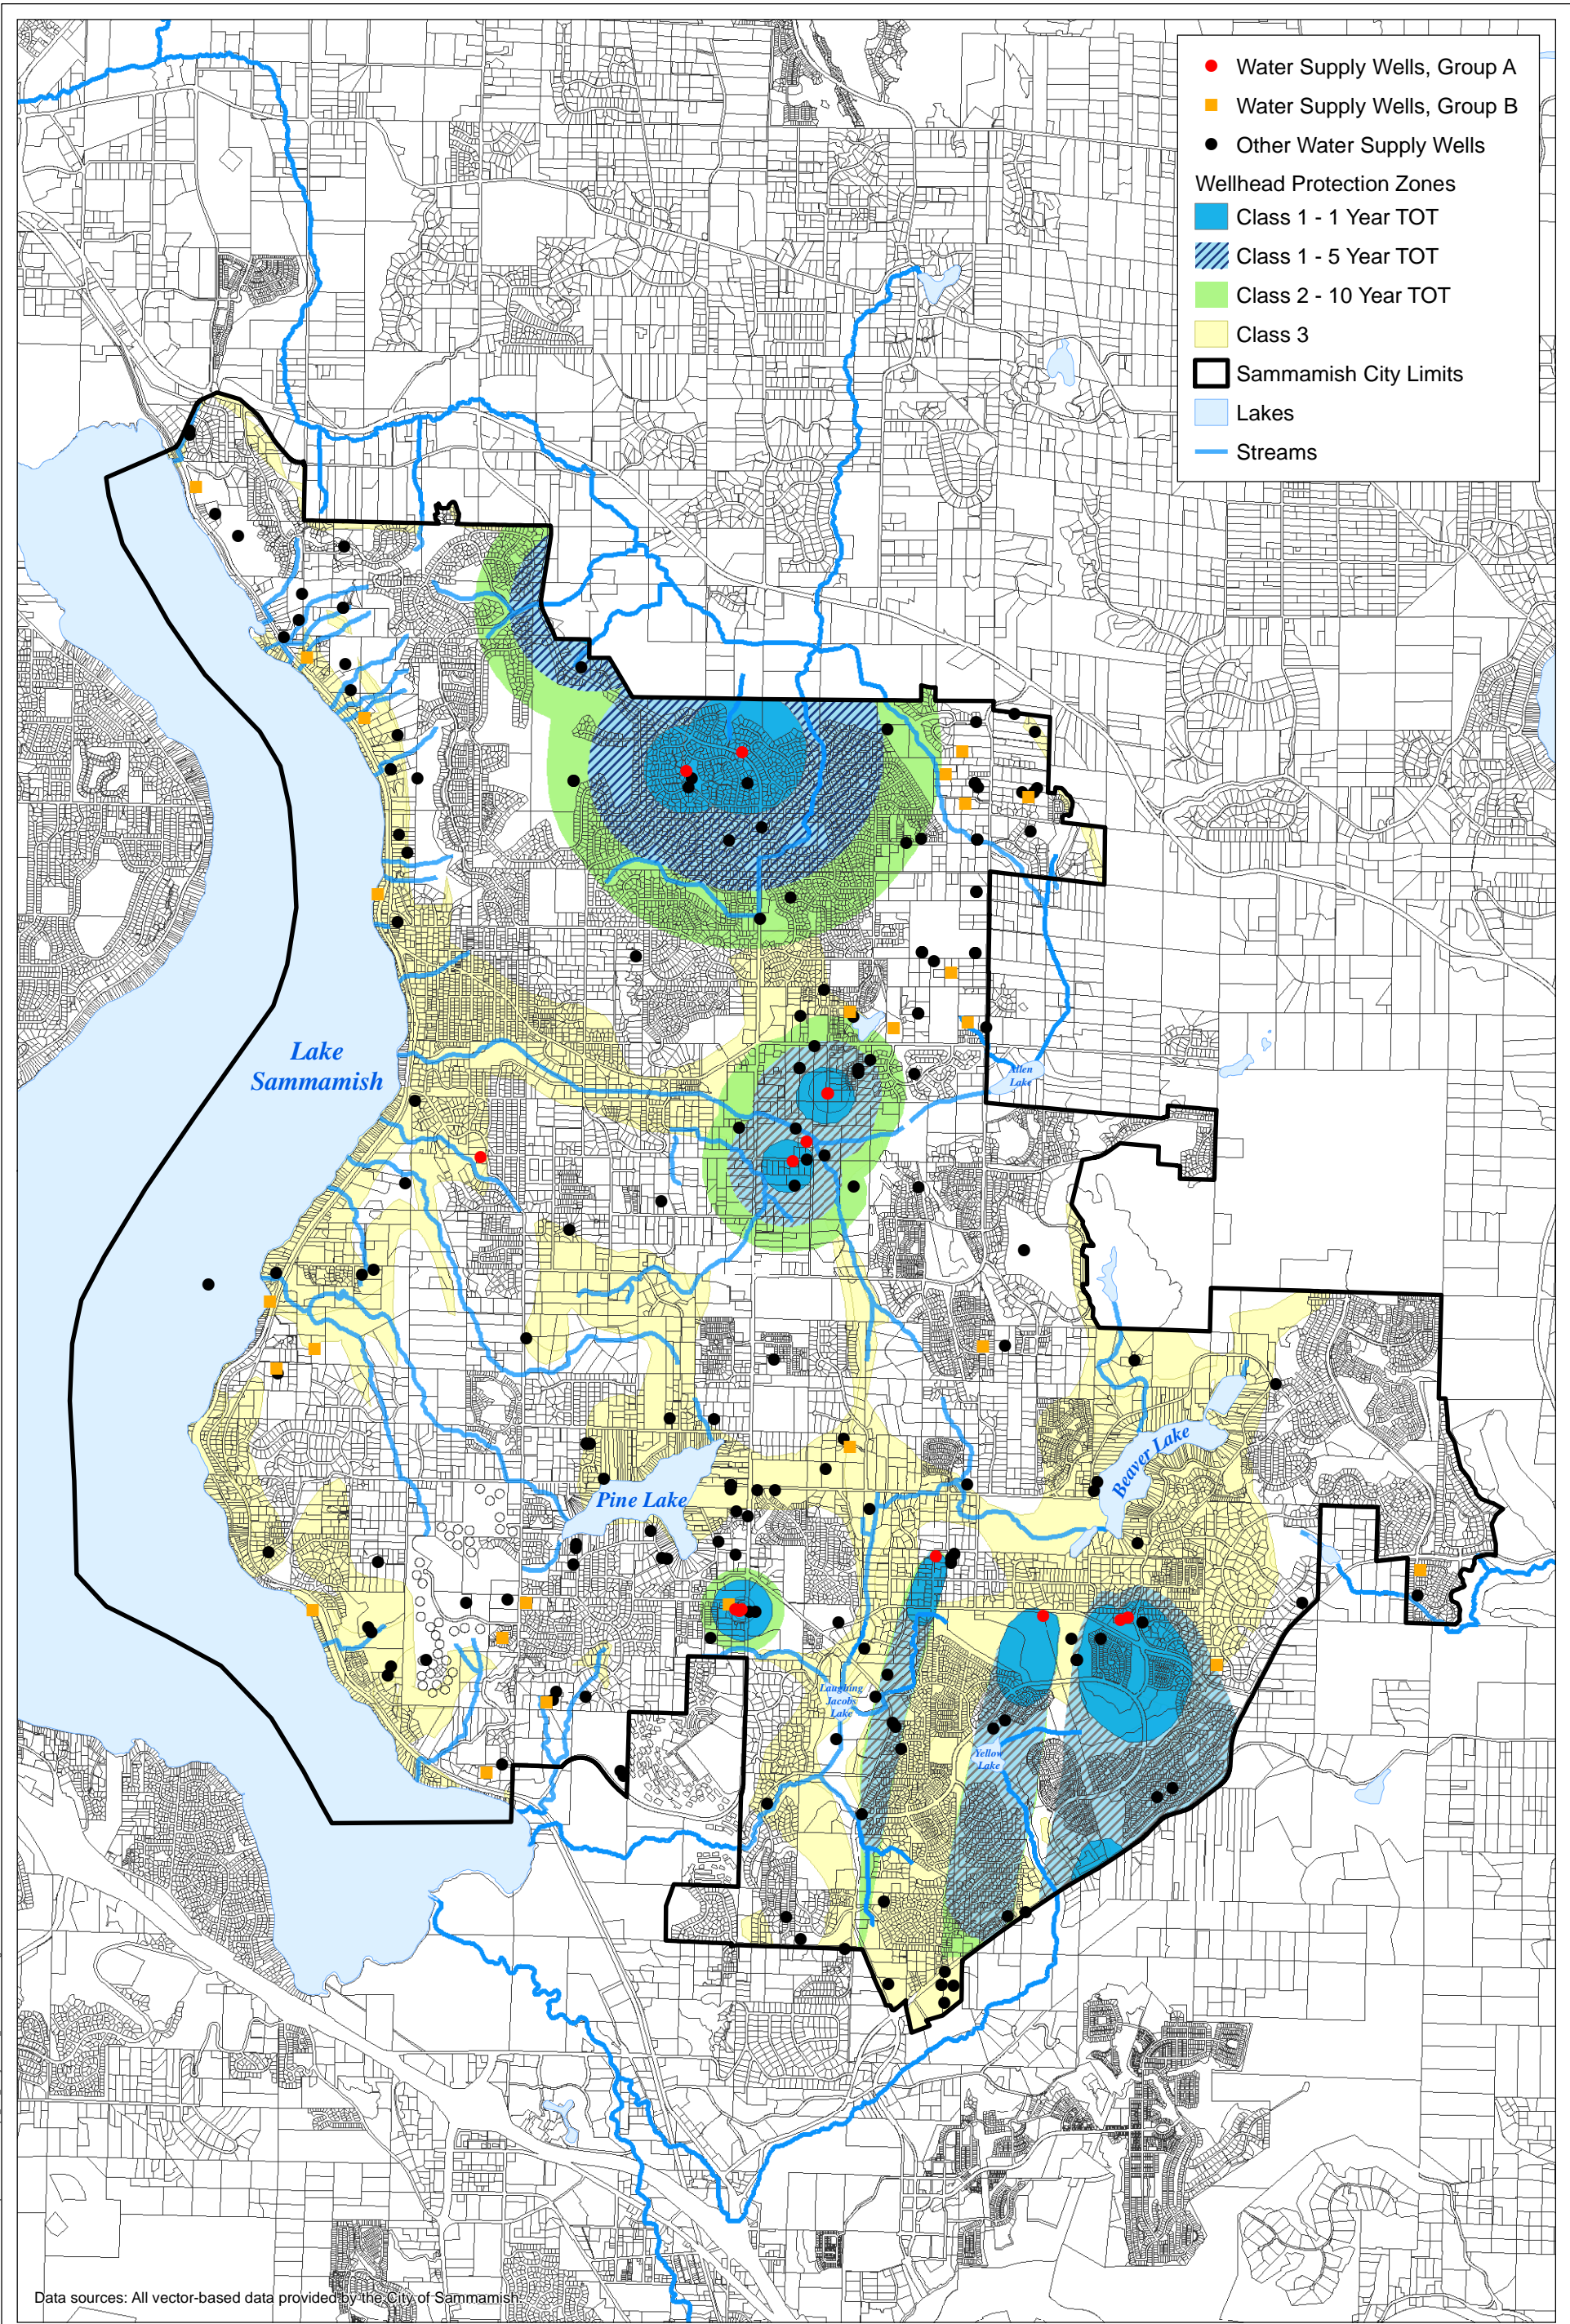 Water Supply Wells, Group A
Water Supply Wells, Group B
Other Water Supply Wells
Wellhead Protection Zones
Class 1 - 1 Year TOT
Class 1 - 5 Year TOT
Class 2 - 10 Year TOT
Class 3
Sammamish City Limits
Lakes
Streams
Lake
Sammamish
Allen
Lake
Beaver Lake
Pine Lake
Laughing
Jacobs
Lake
Yellow
Lake
Data sources: All vector-based data provided by the City of Sammamish.